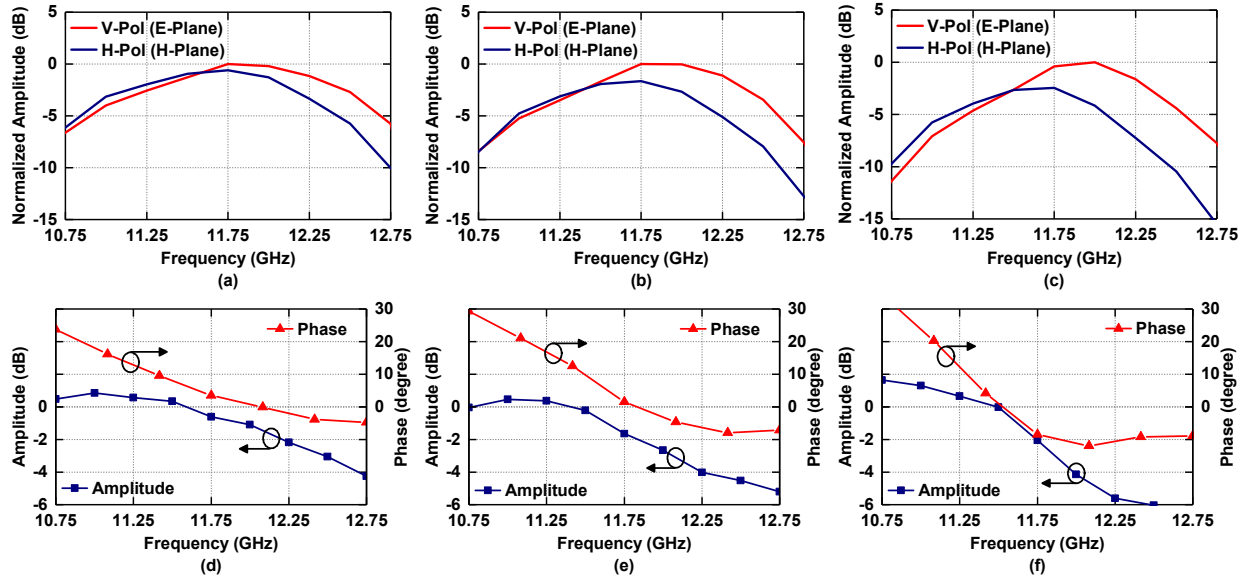 Normalized Amplitude (dB)
5
0
-5
-10
-15
V-Pol (E-Plane)
H-Pol (H-Plane)
10.75 11.25 11.75 12.25 12.75
Frequency (GHz)
(a)
Normalized Amplitude (dB)
5
0
-5
-10
-15
V-Pol (E-Plane)
H-Pol (H-Plane)
10.75 11.25 11.75 12.25 12.75
Frequency (GHz)
(b)
Normalized Amplitude (dB)
5
0
-5
-10
-15
V-Pol (E-Plane)
H-Pol (H-Plane)
10.75 11.25 11.75 12.25 12.75
Frequency (GHz)
(c)
Amplitude (dB)
0
-2
-4
-6
Phase
Amplitude
30
20
10
0
Phase (degree)
10.75 11.25 11.75 12.25 12.75
Frequency (GHz)
(d)
Amplitude (dB)
0
-2
-4
-6
Phase
Amplitude
30
20
10
0
Phase (degree)
10.75 11.25 11.75 12.25 12.75
Frequency (GHz)
(e)
Amplitude (dB)
0
-2
-4
-6
Phase
Amplitude
30
20
10
0
Phase (degree)
10.75 11.25 11.75 12.25 12.75
Frequency (GHz)
(f)